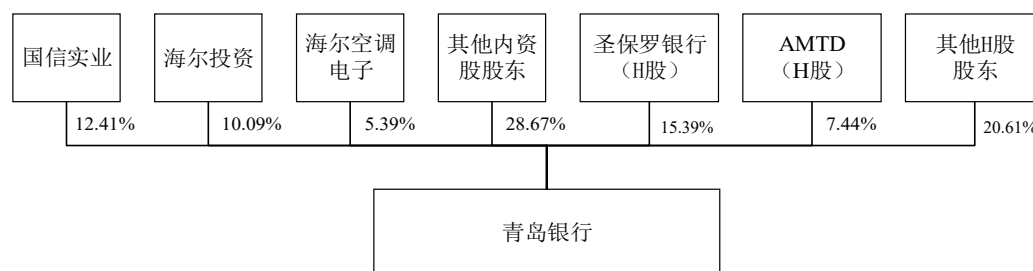 国信实业
海尔投资
海尔空调
电子
其他内资
股股东
圣保罗银行
（H股）
AMTD
（H股）
其他H股
股东
12.41%
10.09%
5.39%
28.67%
15.39%
7.44%
20.61%
青岛银行